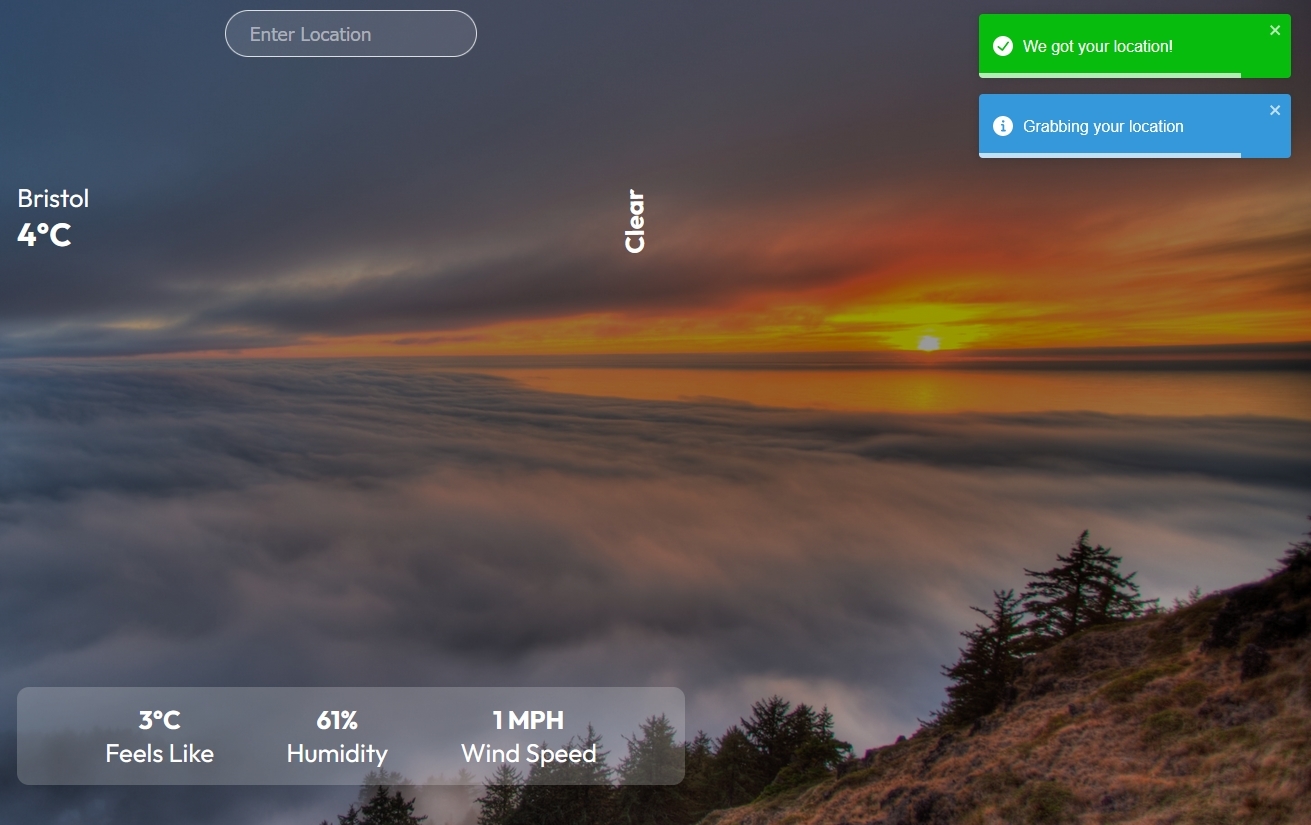 Enter Location
We got your location!
Grabbing your location
Bristol
4°C
Clear
3°C
Feels Like
61%
Humidity
1 MPH
Wind Speed